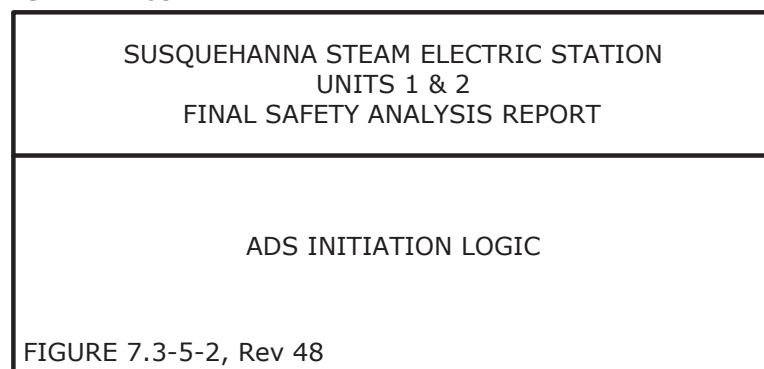 SUSQUEHANNA STEAM ELECTRIC STATION
UNITS 1 & 2
FINAL SAFETY ANALYSIS REPORT
ADS INITIATION LOGIC
FIGURE 7.3-5-2, Rev 48